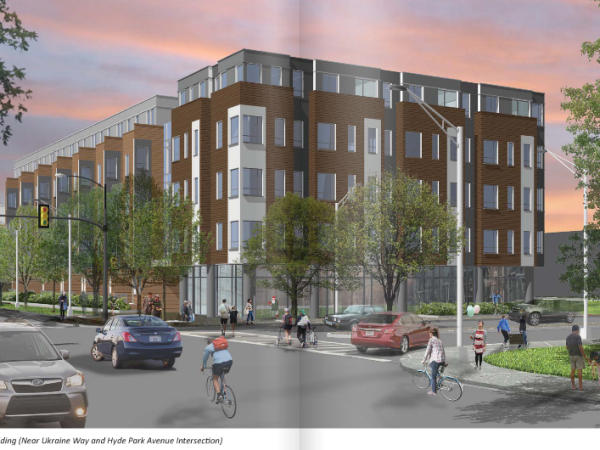 ding (Near Ukraine Way and Hyde Park Avenue Intersection)